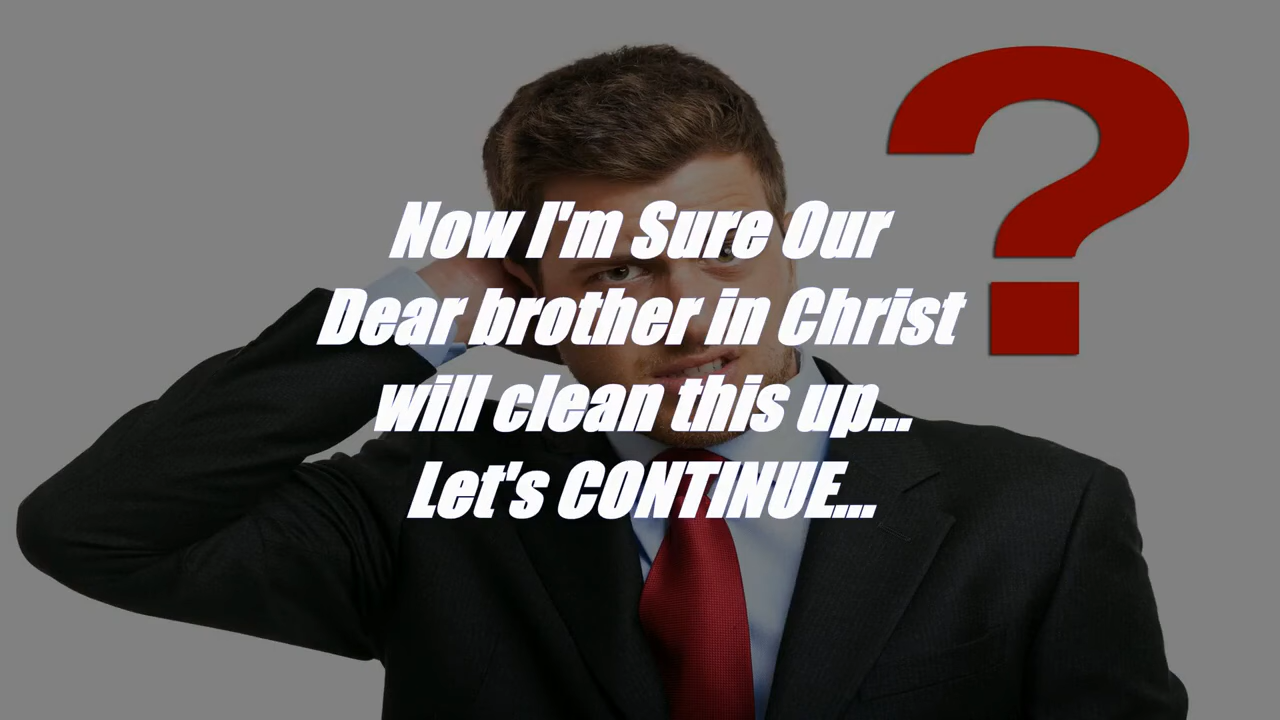 Now I'm Sure Our
Dear brother in Christ
will clean this up...
Let's CONTINUE...